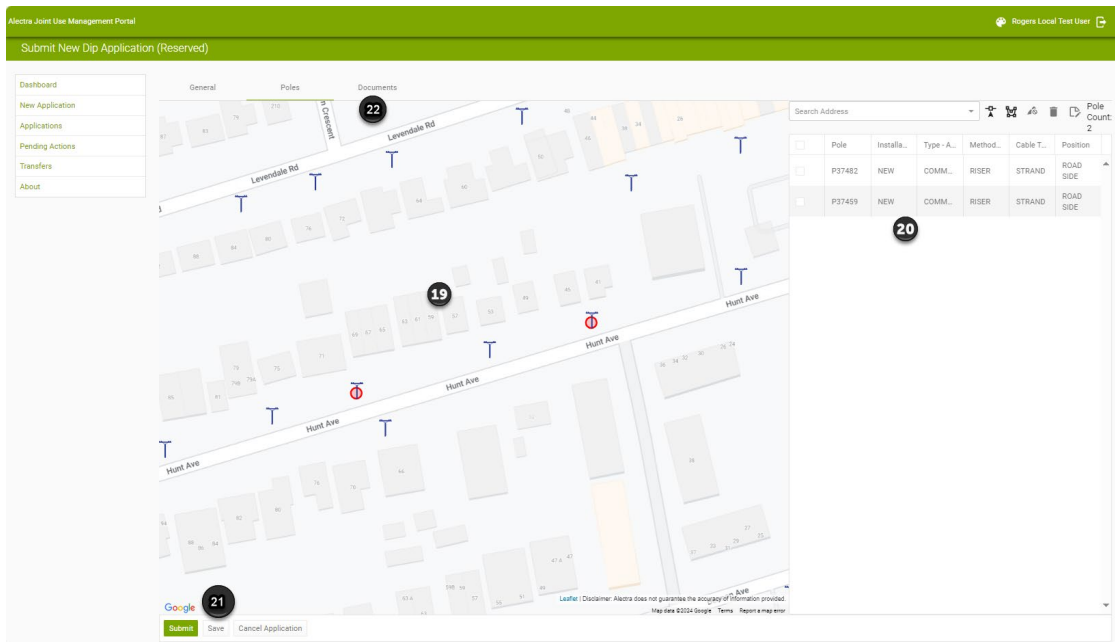 Alectra Joint Use Management Portal
Rogers Local Test User
Submit New Dip Application (Reserved)
Dashboard
New Application
Applications
Pending Actions
Transfers
About
General
Poles
Documents
22
Levendale Rd
Levendale Rd
Crescent
19
Hunt Ave
Hunt Ave
Hunt Ave
Hunt Ave
Hunt Ave
Google
21
Leaflet | Disclaimer: Alectra does not guarantee the accuracy of information provided.
Map data ©2024 Google Terms Report a map error
Search Address
Pole Count: 2
Pole Installa... Type - A... Method... Cable T... Position
P37482 NEW COMM... RISER STRAND ROAD SIDE
P37459 NEW COMM... RISER STRAND ROAD SIDE
20
Submit Save Cancel Application